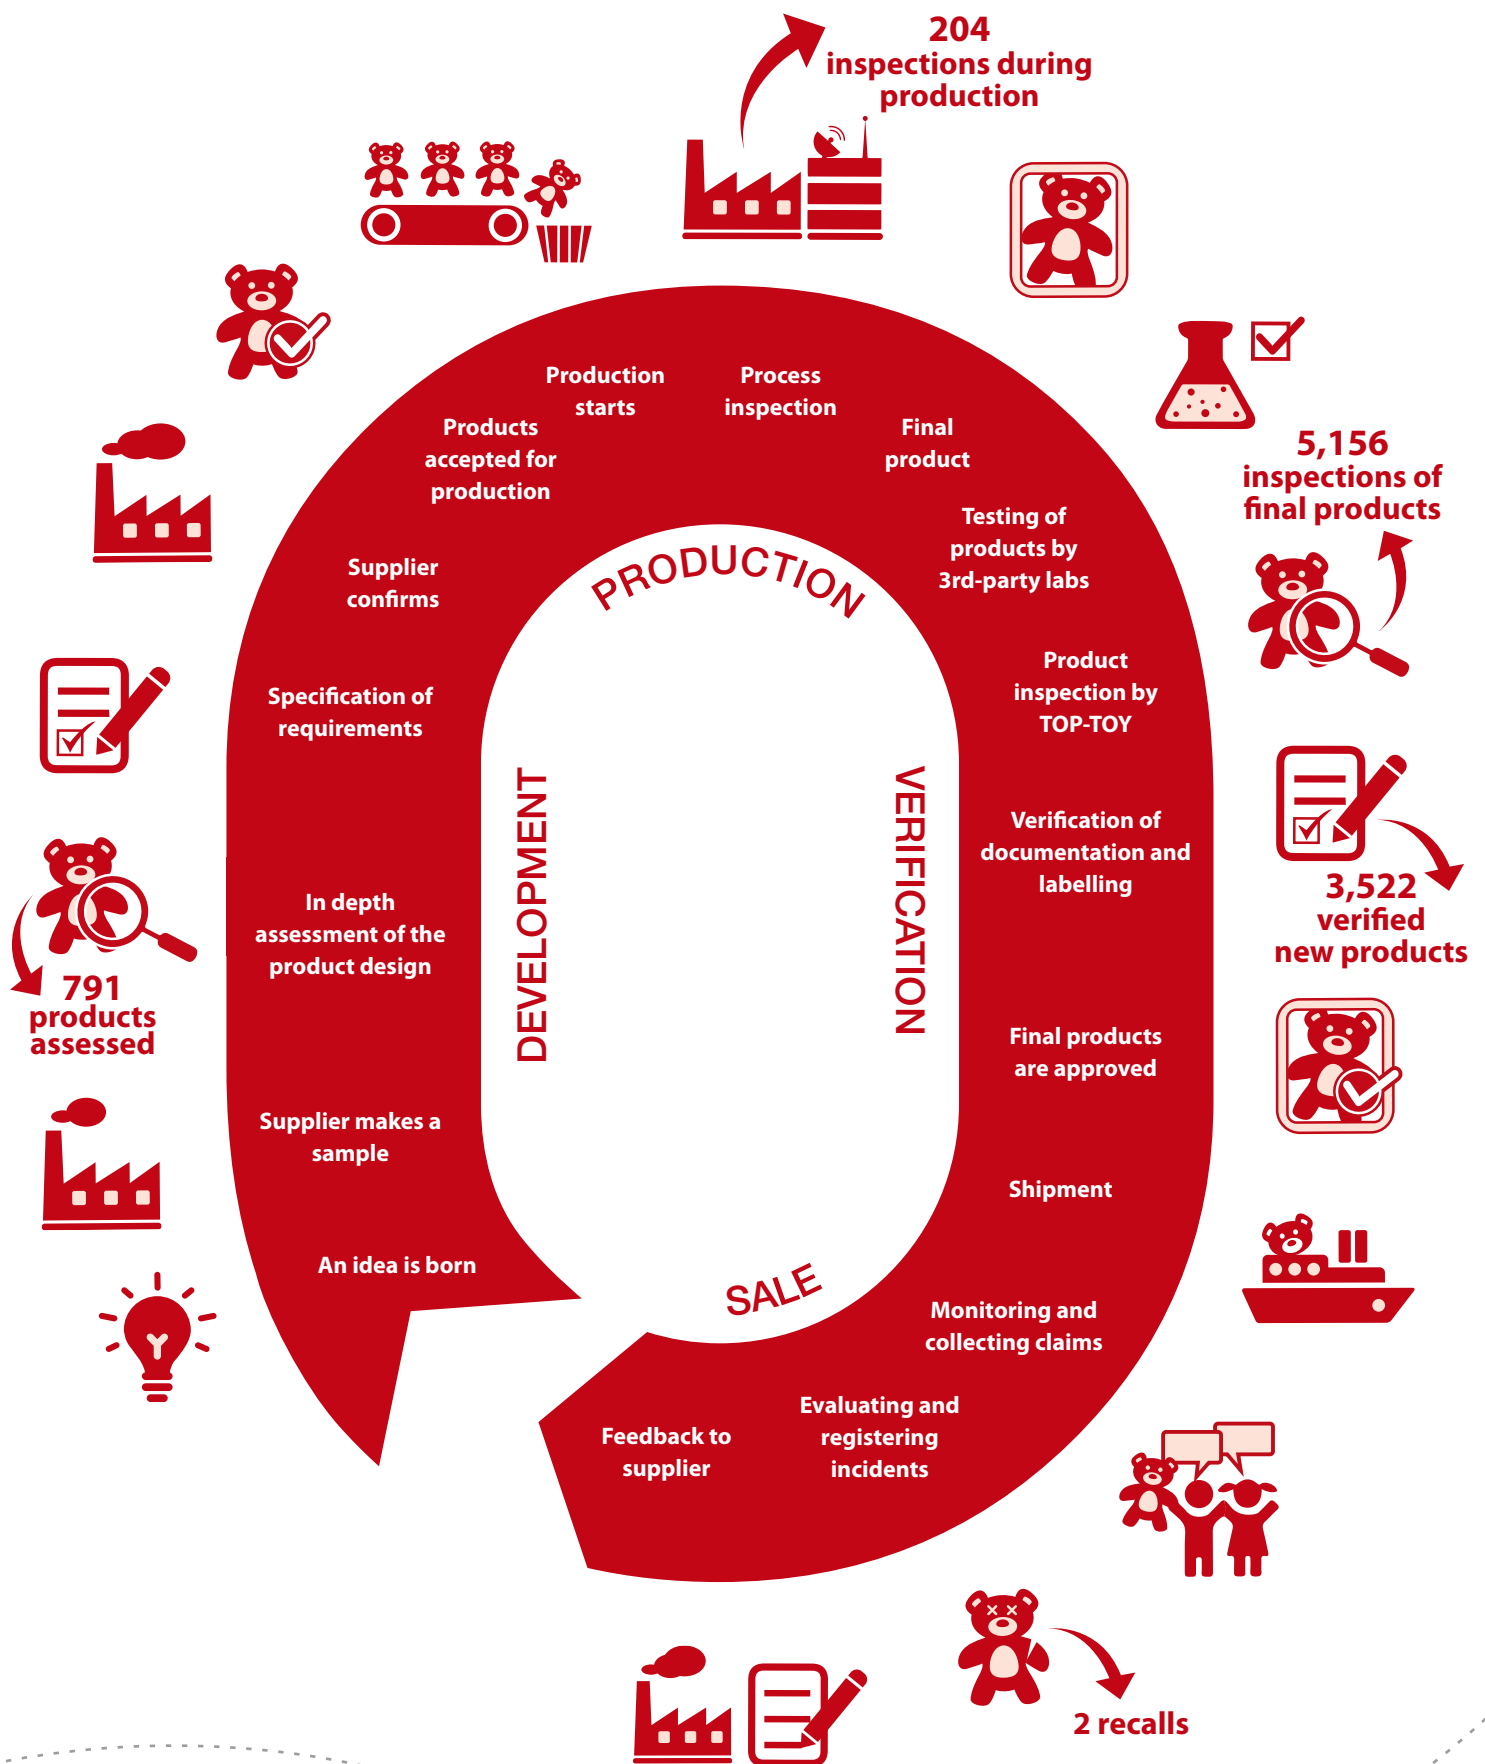 204
inspections during
production
Production
starts
Process
inspection
Products
accepted for
production
Final
product
5,156
inspections of
final products
Testing of
products by
3rd-party labs
Supplier
confirms
PRODUCTION
Product
inspection by
TOP-TOY
Specification of
requirements
DEVELOPMENT
VERIFICATION
Verification of
documentation and
labelling
3,522
verified
new products
In depth
assessment of the
product design
791
products
assessed
Final products
are approved
Supplier makes a
sample
Shipment
An idea is born
SALE
Monitoring and
collecting claims
Evaluating and
registering
incidents
Feedback to
supplier
2 recalls